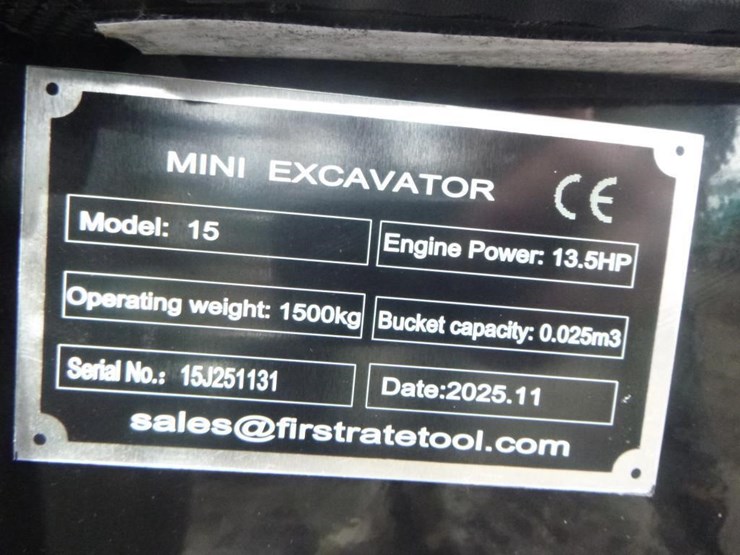 MINI EXCAVATOR CE
Model: 15
Engine Power: 13.5HP
Operating weight: 1500kg
Bucket capacity: 0.025m3
Serial No.: 15J251131
Date:2025.11
sales@firstratetool.com